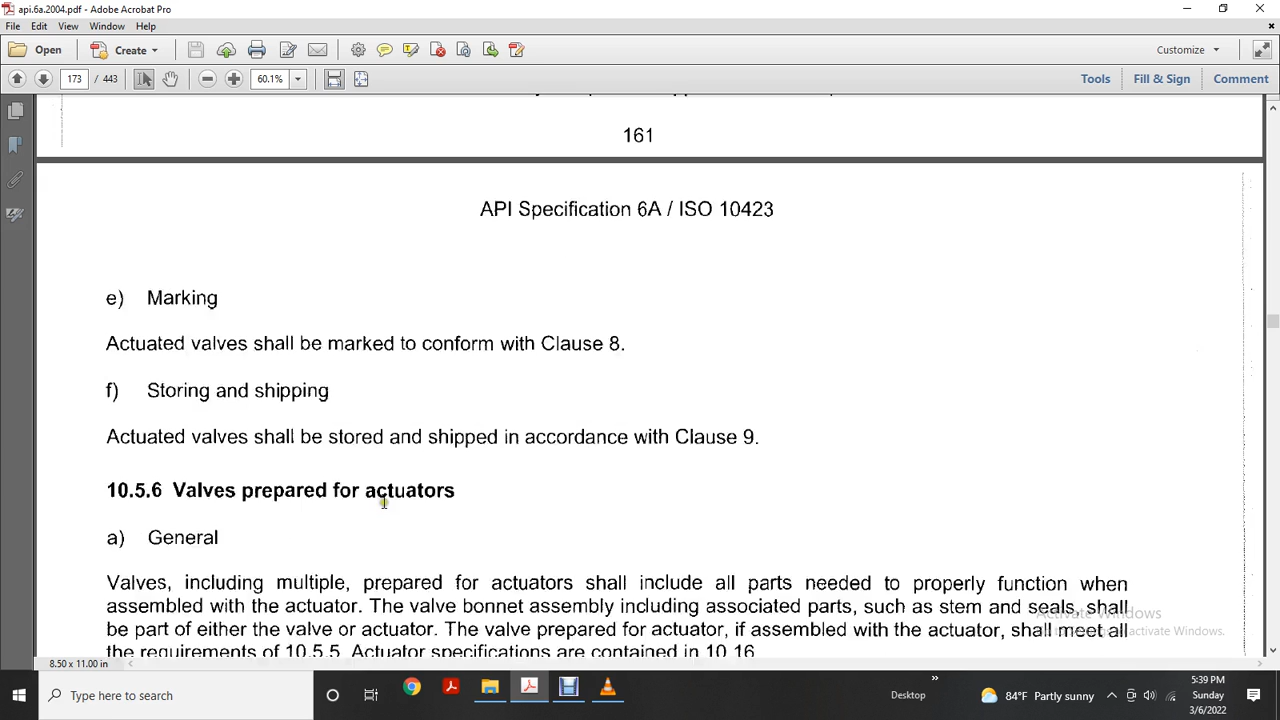 api.6a.2004.pdf - Adobe Acrobat Pro
File Edit View Window Help
Open Create Customize
173 / 443 60.1% Tools Fill & Sign Comment
161
API Specification 6A / ISO 10423
e) Marking
Actuated valves shall be marked to conform with Clause 8.
f) Storing and shipping
Actuated valves shall be stored and shipped in accordance with Clause 9.
10.5.6 Valves prepared for actuators
a) General
Valves, including multiple, prepared for actuators shall include all parts needed to properly function when
assembled with the actuator. The valve bonnet assembly including associated parts, such as stem and seals, shall
be part of either the valve or actuator. The valve prepared for actuator, if assembled with the actuator, shall meet all
the requirements of 10.5.5. Actuator specifications are contained in 10.16.
Activate Windows
activate Windows.
8.50 x 11.00 in
Type here to search
Desktop
84°F Partly sunny
5:39 PM
Sunday
3/6/2022